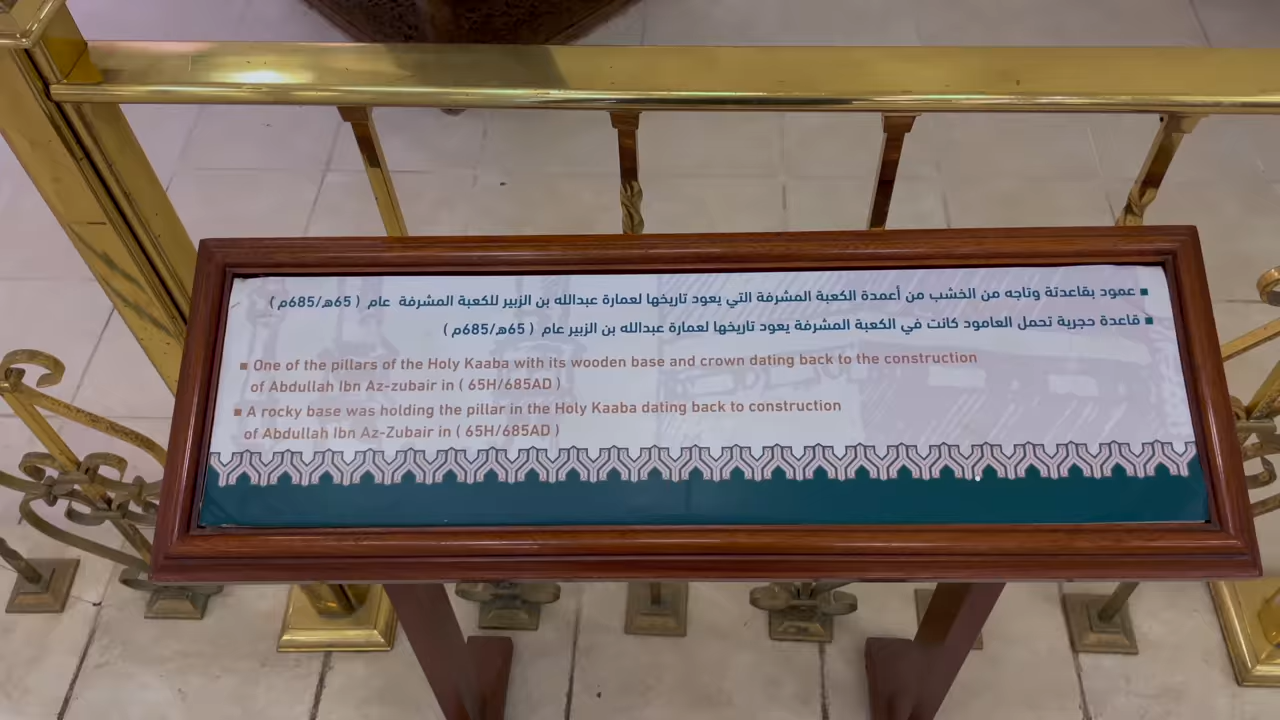 ▪ عمود بقاعدتة وتاجه من الخشب من أعمدة الكعبة المشرفة التي يعود تاريخها لعمارة عبدالله بن الزبير للكعبة المشرفة عام ( 65هـ/685م )
▪ قاعدة حجرية تحمل العامود كانت في الكعبة المشرفة يعود تاريخها لعمارة عبدالله بن الزبير عام ( 65هـ/685م )
▪ One of the pillars of the Holy Kaaba with its wooden base and crown dating back to the construction
of Abdullah Ibn Az-zubair in ( 65H/685AD )
▪ A rocky base was holding the pillar in the Holy Kaaba dating back to construction
of Abdullah Ibn Az-Zubair in ( 65H/685AD )